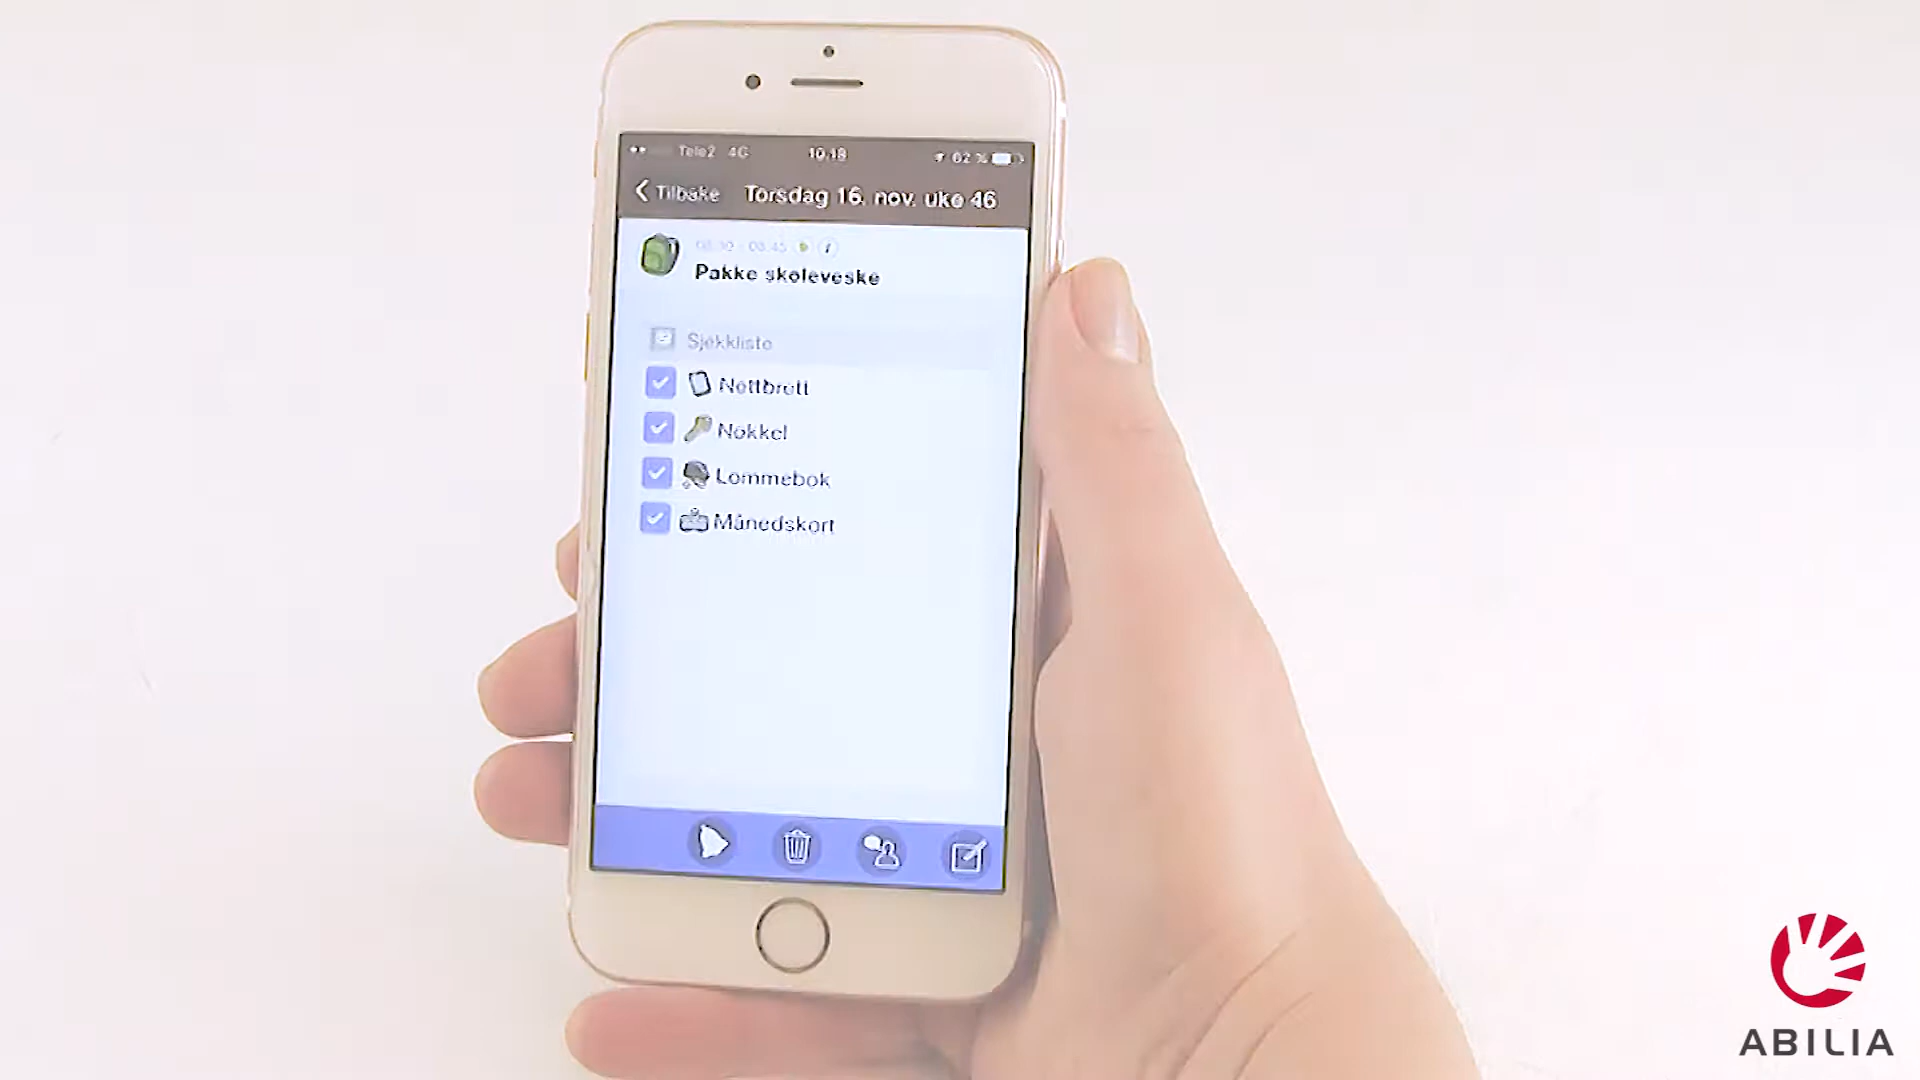 Tele2 4G 10.18 62 %
Tilbake Torsdag 16. nov. uke 46
Pakke skoleveske
Sjekkliste
Nettbrett
Nøkkel
Lommebok
Månedskort
ABILIA